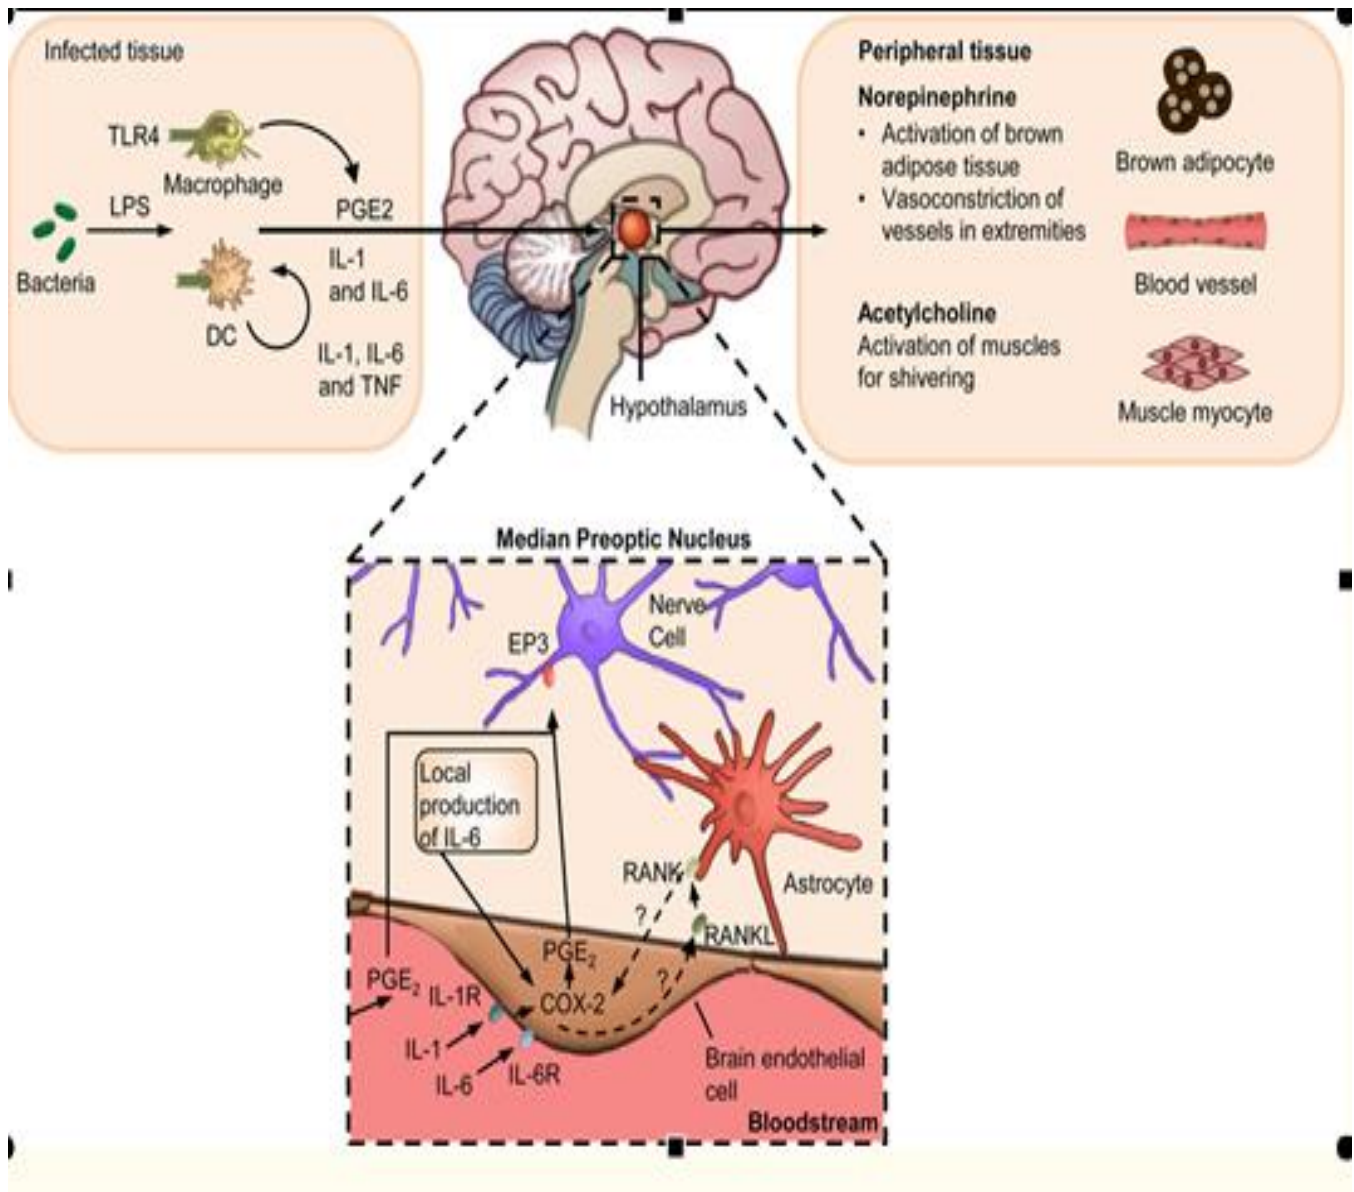 Infected tissue
TLR4
Macrophage
LPS
PGE2
Bacteria
IL-1
and IL-6
DC
IL-1, IL-6
and TNF
Hypothalamus
Peripheral tissue
Norepinephrine
• Activation of brown
adipose tissue
• Vasoconstriction of
vessels in extremities
Acetylcholine
Activation of muscles
for shivering
Brown adipocyte
Blood vessel
Muscle myocyte
Median Preoptic Nucleus
Nerve
Cell
EP3
Local
production
of IL-6
RANK
Astrocyte
?
RANKL
PGE₂
?
PGE₂
IL-1R
COX-2
IL-1
IL-6
IL-6R
Brain endothelial
cell
Bloodstream